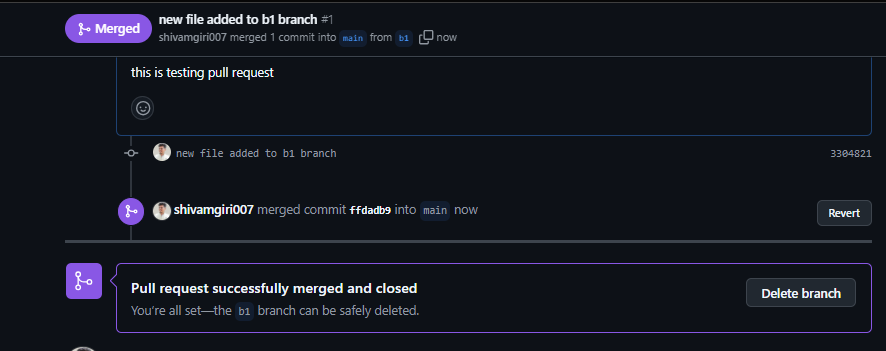 Merged
new file added to b1 branch #1
shivamgiri007 merged 1 commit into main from b1 now
this is testing pull request
new file added to b1 branch 3304821
shivamgiri007 merged commit ffdadb9 into main now Revert
Pull request successfully merged and closed
You’re all set—the b1 branch can be safely deleted.
Delete branch